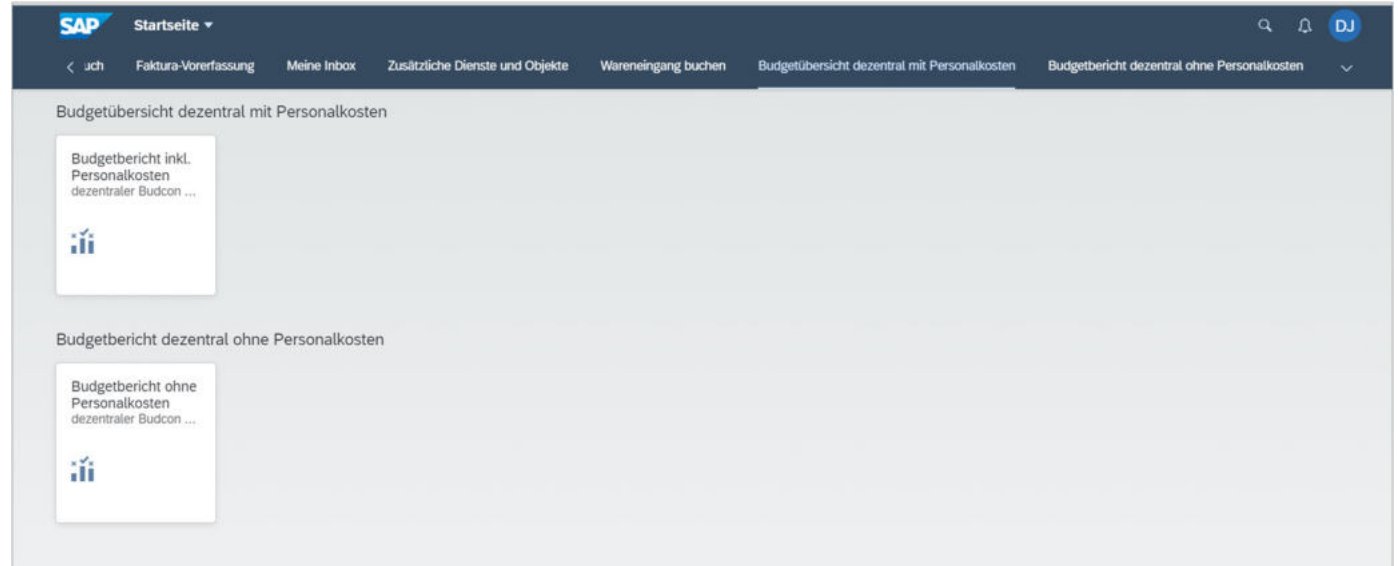 SAP Startseite DJ
uch Faktura-Vorerfassung Meine Inbox Zusätzliche Dienste und Objekte Wareneingang buchen Budgetübersicht dezentral mit Personalkosten Budgetbericht dezentral ohne Personalkosten
Budgetübersicht dezentral mit Personalkosten
Budgetbericht inkl.
Personalkosten
dezentraler Budcon ...
Budgetbericht dezentral ohne Personalkosten
Budgetbericht ohne
Personalkosten
dezentraler Budcon ...